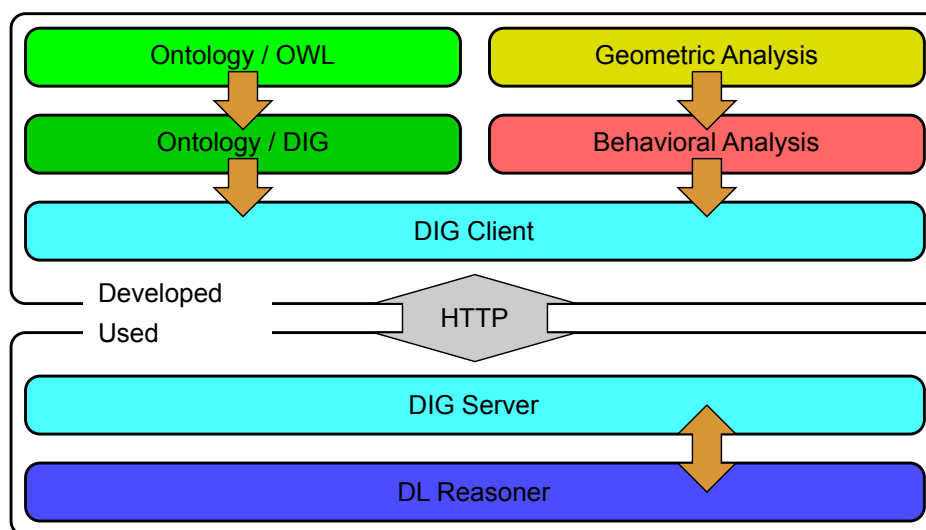 Ontology / OWL
Geometric Analysis
Ontology / DIG
Behavioral Analysis
DIG Client
Developed
HTTP
Used
DIG Server
DL Reasoner